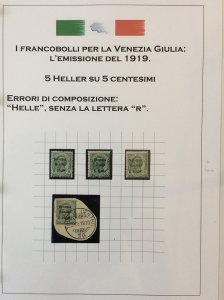 I francobolli per la Venezia Giulia:
l'emissione del 1919.
5 Heller su 5 centesimi
Errori di composizione:
"Helle", senza la lettera "r".